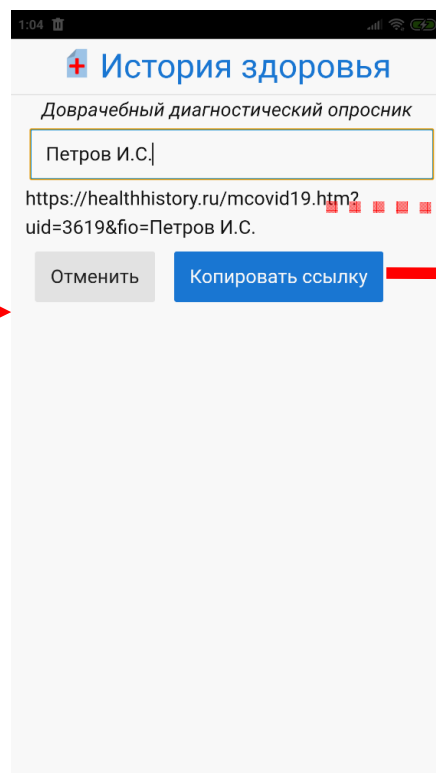 1:04
История здоровья
Доврачебный диагностический опросник
Петров И.С.
https://healthhistory.ru/mcovid19.htm?
uid=3619&fio=Петров И.С.
Отменить Копировать ссылку